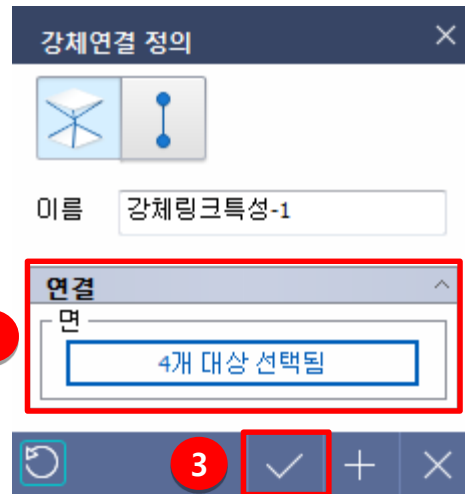 강체연결 정의
이름 강체링크특성-1
연결
면
4개 대상 선택됨
3